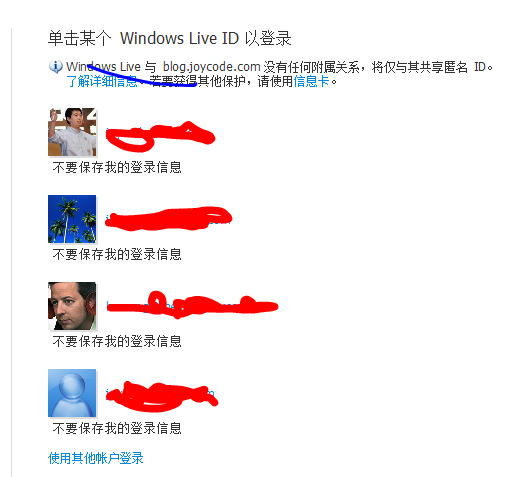 单击某个 Windows Live ID 以登录
Windows Live 与 blog.joycode.com 没有任何附属关系，将仅与其共享匿名 ID。
了解详细信息。若要获得其他保护，请使用信息卡。
不要保存我的登录信息
不要保存我的登录信息
不要保存我的登录信息
不要保存我的登录信息
使用其他帐户登录